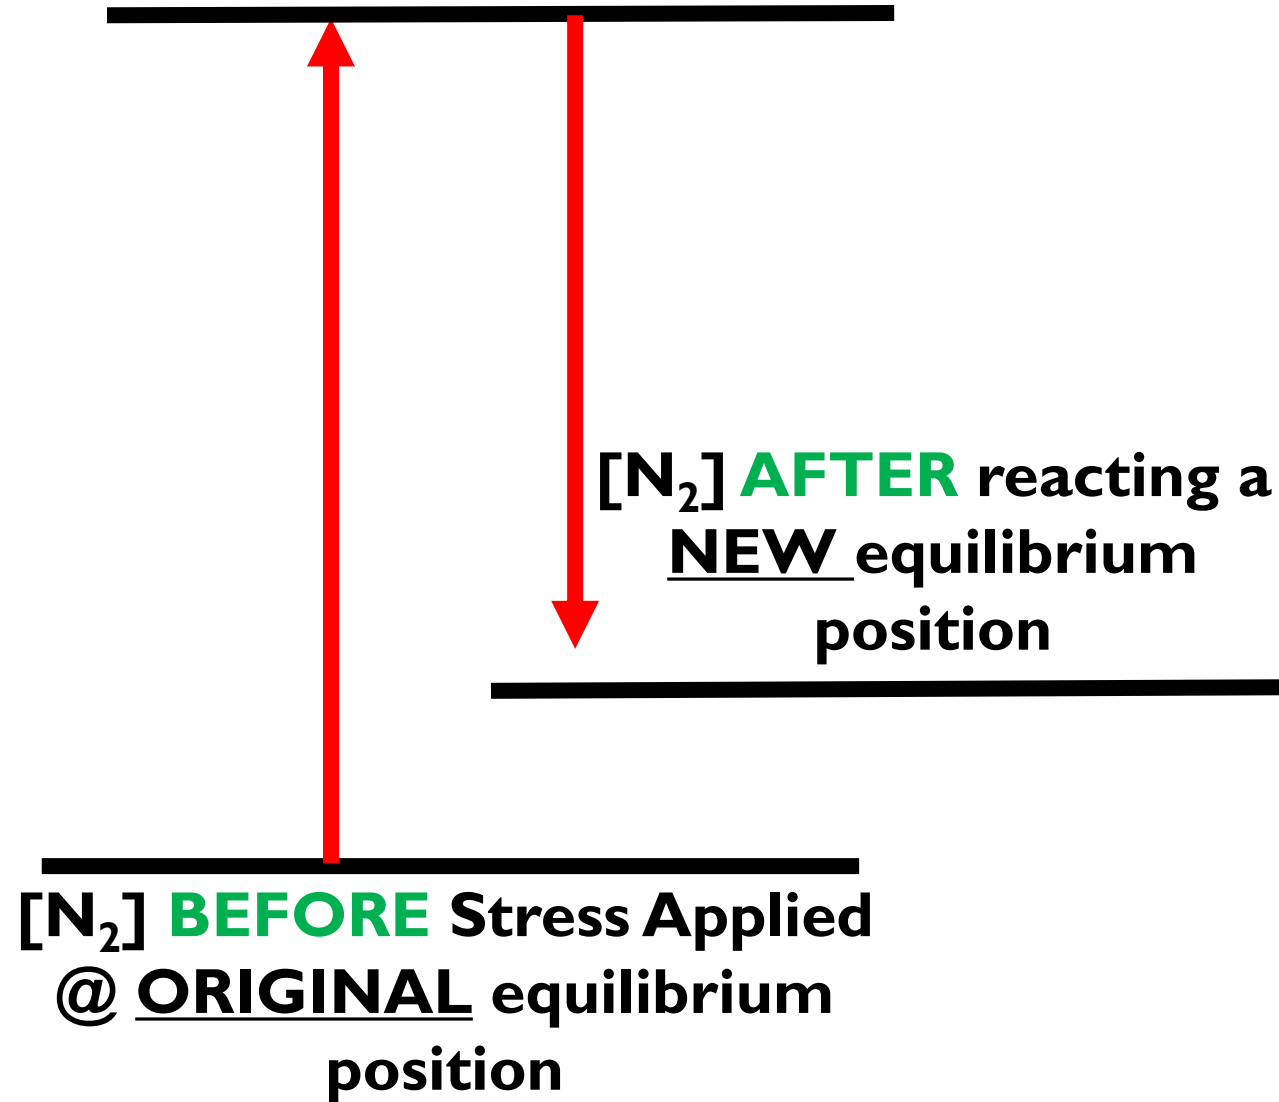 [N₂] AFTER reacting a
NEW equilibrium
position
[N₂] BEFORE Stress Applied
@ ORIGINAL equilibrium
position